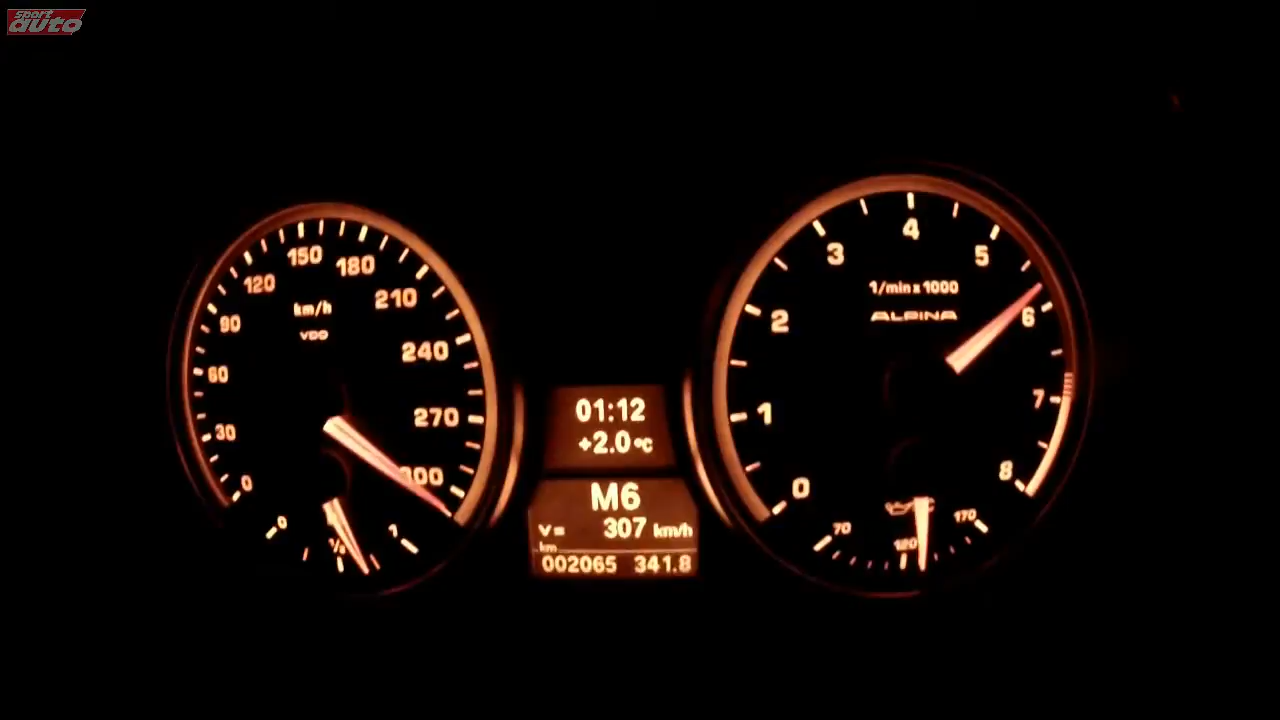 sport
auto
0
30
60
90
120
150
180
210
240
270
300
km/h
VDO
0
½
1
01:12
+2.0°C
M6
V= 307 km/h
km
002065 341.8
0
1
2
3
4
5
6
7
8
1/min x 1000
ALPINA
70
120
170
°C